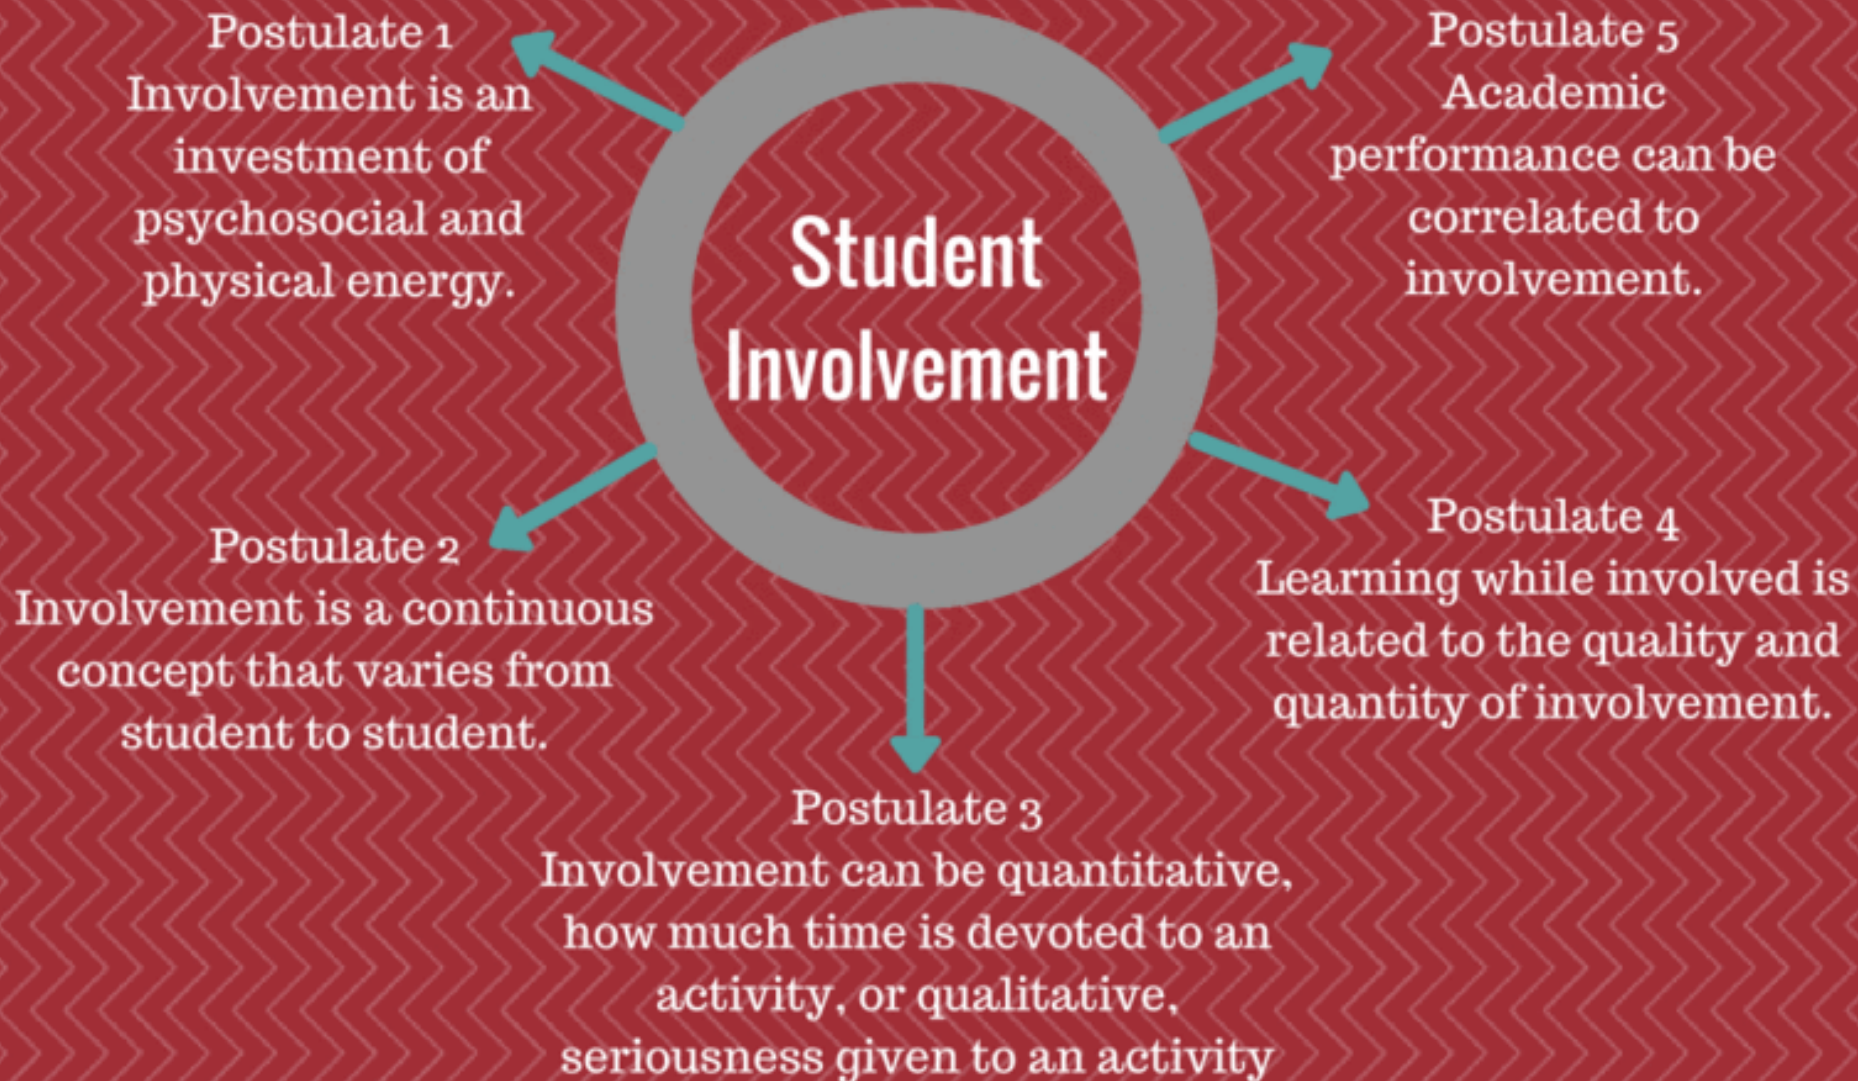 Postulate 1
Involvement is an
investment of
psychosocial and
physical energy.
Student
Involvement
Postulate 5
Academic
performance can be
correlated to
involvement.
Postulate 2
Involvement is a continuous
concept that varies from
student to student.
Postulate 4
Learning while involved is
related to the quality and
quantity of involvement.
Postulate 3
Involvement can be quantitative,
how much time is devoted to an
activity, or qualitative,
seriousness given to an activity